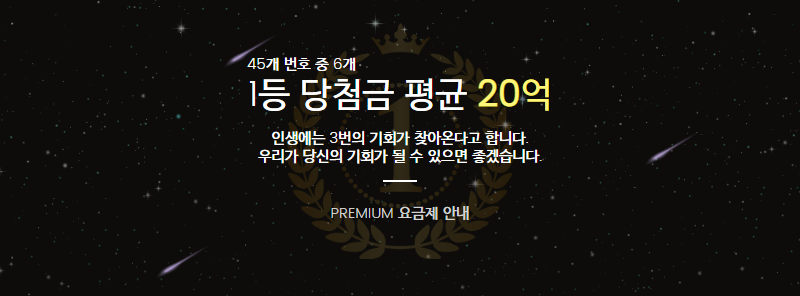 45개 번호 중 6개
1등 당첨금 평균 20억
인생에는 3번의 기회가 찾아온다고 합니다.
우리가 당신의 기회가 될 수 있으면 좋겠습니다.
1
PREMIUM 요금제 안내